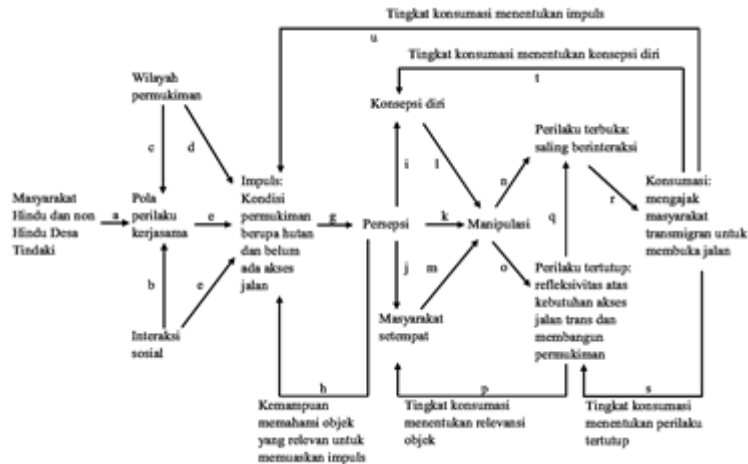 Tingkat konsumasi menentukan impuls
u
Tingkat konsumasi menentukan konsepsi diri
t
Wilayah
permukiman
c
d
Konsepsi diri
Perilaku terbuka:
saling berinteraksi
i
l
n
r
Masyarakat
Hindu dan non
Hindu Desa
Tindaki
a
Pola
perilaku
kerjasama
e
Impuls:
Kondisi
permukiman
berupa hutan
dan belum
ada akses
jalan
g
Persepsi
k
Manipulasi
q
Konsumasi:
mengajak
masyarakat
transmigran untuk
membuka jalan
b
e
j
m
o
Perilaku tertutup:
refleksivitas atas
kebutuhan akses
jalan trans dan
membangun
permukiman
Interaksi
sosial
Masyarakat
setempat
h
p
s
Kemampuan
memahami objek
yang relevan untuk
memuaskan impuls
Tingkat konsumasi
menentukan relevansi
objek
Tingkat konsumasi
menentukan perilaku
tertutup